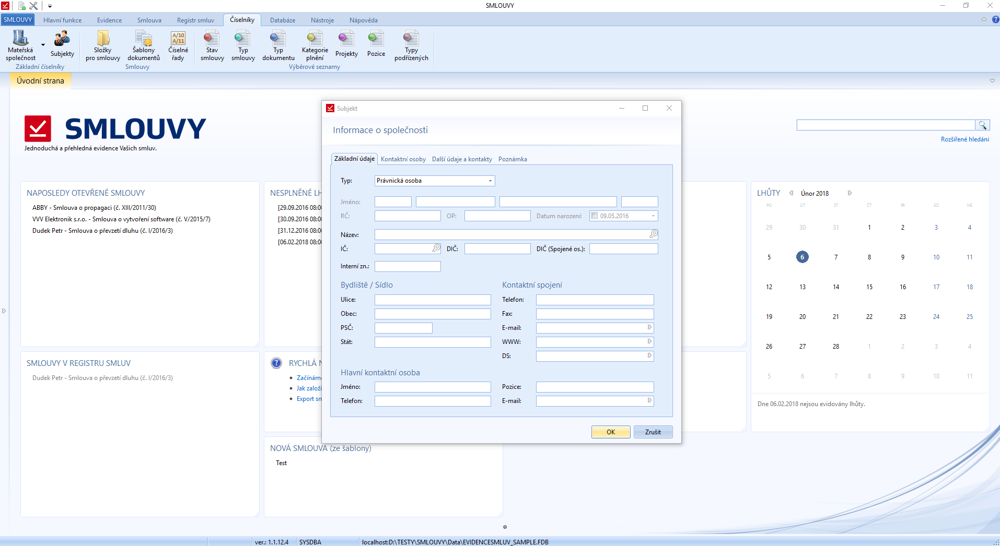 SMLOUVY
SMLOUVY Hlavní funkce Evidence Smlouva Registr smluv Číselníky Databáze Nástroje Nápověda
Mateřská společnost
Subjekty
Základní číselníky
Složky pro smlouvy
Šablony dokumentů
A/10 A/11
Číselné řady
Smlouvy
Stav smlouvy
Typ smlouvy
Typ dokumentu
Kategorie plnění
Projekty
Pozice
Typy podřízených
Výběrové seznamy
Úvodní strana
SMLOUVY
Jednoduchá a přehledná evidence Vašich smluv.
Rozšířené hledání
NAPOSLEDY OTEVŘENÉ SMLOUVY
ABBY - Smlouva o propagaci (č. XIII/2011/30)
VVV Elektronik s.r.o. - Smlouva o vytvoření software (č. V/2015/7)
Dudek Petr - Smlouva o převzetí dluhu (č. I/2016/3)
NESPLNĚNÉ LH
[29.09.2016 08:00
[30.09.2016 08:00
[31.12.2016 08:00
[06.02.2018 08:00
SMLOUVY V REGISTRU SMLUV
Dudek Petr - Smlouva o převzetí dluhu (č. I/2016/3)
? RYCHLÁ N
Začínáme
Jak založi
Export sm
NOVÁ SMLOUVA (ze šablony)
Test
Subjekt
Informace o společnosti
Základní údaje Kontaktní osoby Další údaje a kontakty Poznámka
Typ: Právnická osoba
Jméno:
RČ: OP: Datum narození: 09.05.2016
Název:
IČ: DIČ: DIČ (Spojené os.):
Interní zn.:
Bydliště / Sídlo Kontaktní spojení
Ulice: Telefon:
Obec: Fax:
PSČ: E-mail:
Stát: WWW:
DS:
Hlavní kontaktní osoba
Jméno: Pozice:
Telefon: E-mail:
OK Zrušit
LHŮTY Únor 2018
PO ÚT ST ČT PÁ SO NE
29 30 31 1 2 3 4
5 6 7 8 9 10 11
12 13 14 15 16 17 18
19 20 21 22 23 24 25
26 27 28 1 2 3 4
5 6 7 8 9 10 11
Dne 06.02.2018 nejsou evidovány lhůty.
ver.: 1.1.12.4 SYSDBA localhost:D:\TESTY\SMLOUVY\Data\EVIDENCESMLUV_SAMPLE.FDB